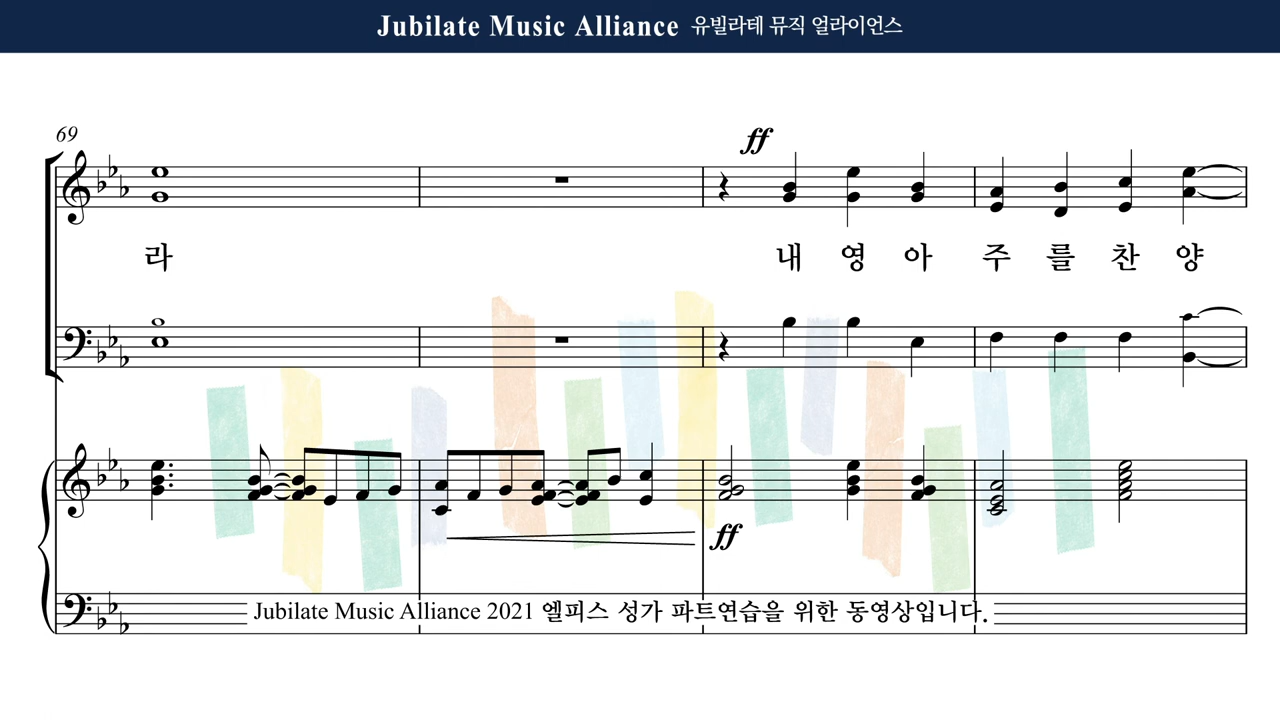 Jubilate Music Alliance 유빌라테 뮤직 얼라이언스
69
ff
라 내 영 아 주 를 찬 양
ff
Jubilate Music Alliance 2021 엘피스 성가 파트연습을 위한 동영상입니다.